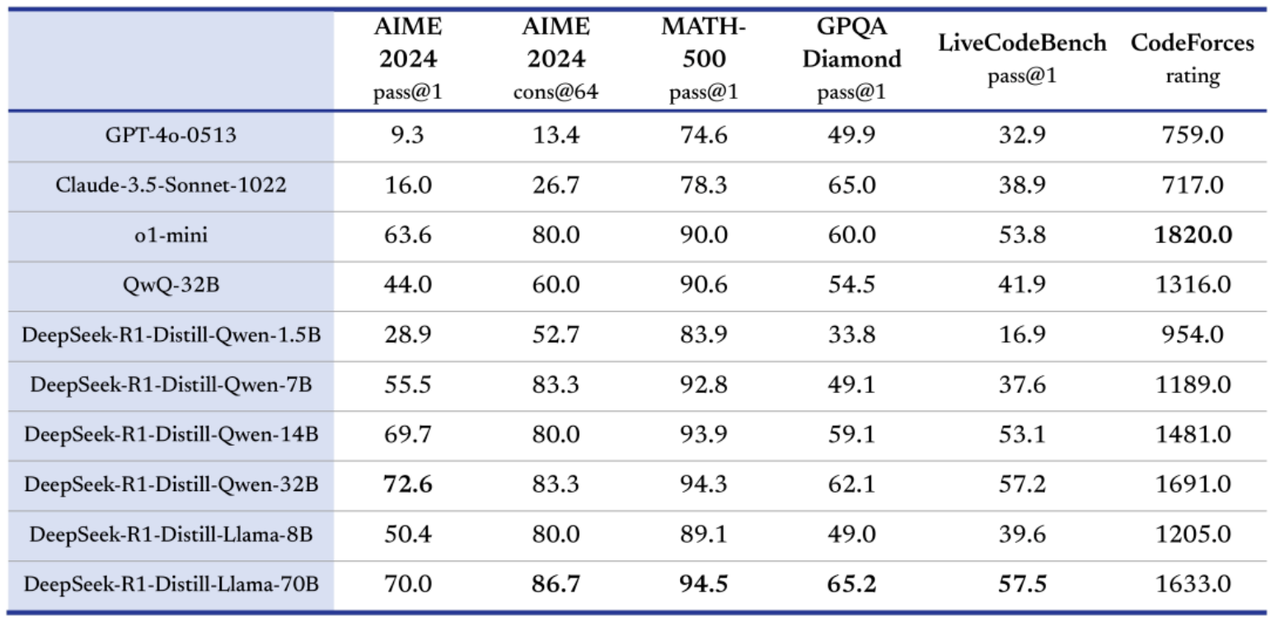 AIME 2024 pass@1 AIME 2024 cons@64 MATH-500 pass@1 GPQA Diamond pass@1 LiveCodeBench pass@1 CodeForces rating
GPT-4o-0513 9.3 13.4 74.6 49.9 32.9 759.0
Claude-3.5-Sonnet-1022 16.0 26.7 78.3 65.0 38.9 717.0
o1-mini 63.6 80.0 90.0 60.0 53.8 1820.0
QwQ-32B 44.0 60.0 90.6 54.5 41.9 1316.0
DeepSeek-R1-Distill-Qwen-1.5B 28.9 52.7 83.9 33.8 16.9 954.0
DeepSeek-R1-Distill-Qwen-7B 55.5 83.3 92.8 49.1 37.6 1189.0
DeepSeek-R1-Distill-Qwen-14B 69.7 80.0 93.9 59.1 53.1 1481.0
DeepSeek-R1-Distill-Qwen-32B 72.6 83.3 94.3 62.1 57.2 1691.0
DeepSeek-R1-Distill-Llama-8B 50.4 80.0 89.1 49.0 39.6 1205.0
DeepSeek-R1-Distill-Llama-70B 70.0 86.7 94.5 65.2 57.5 1633.0